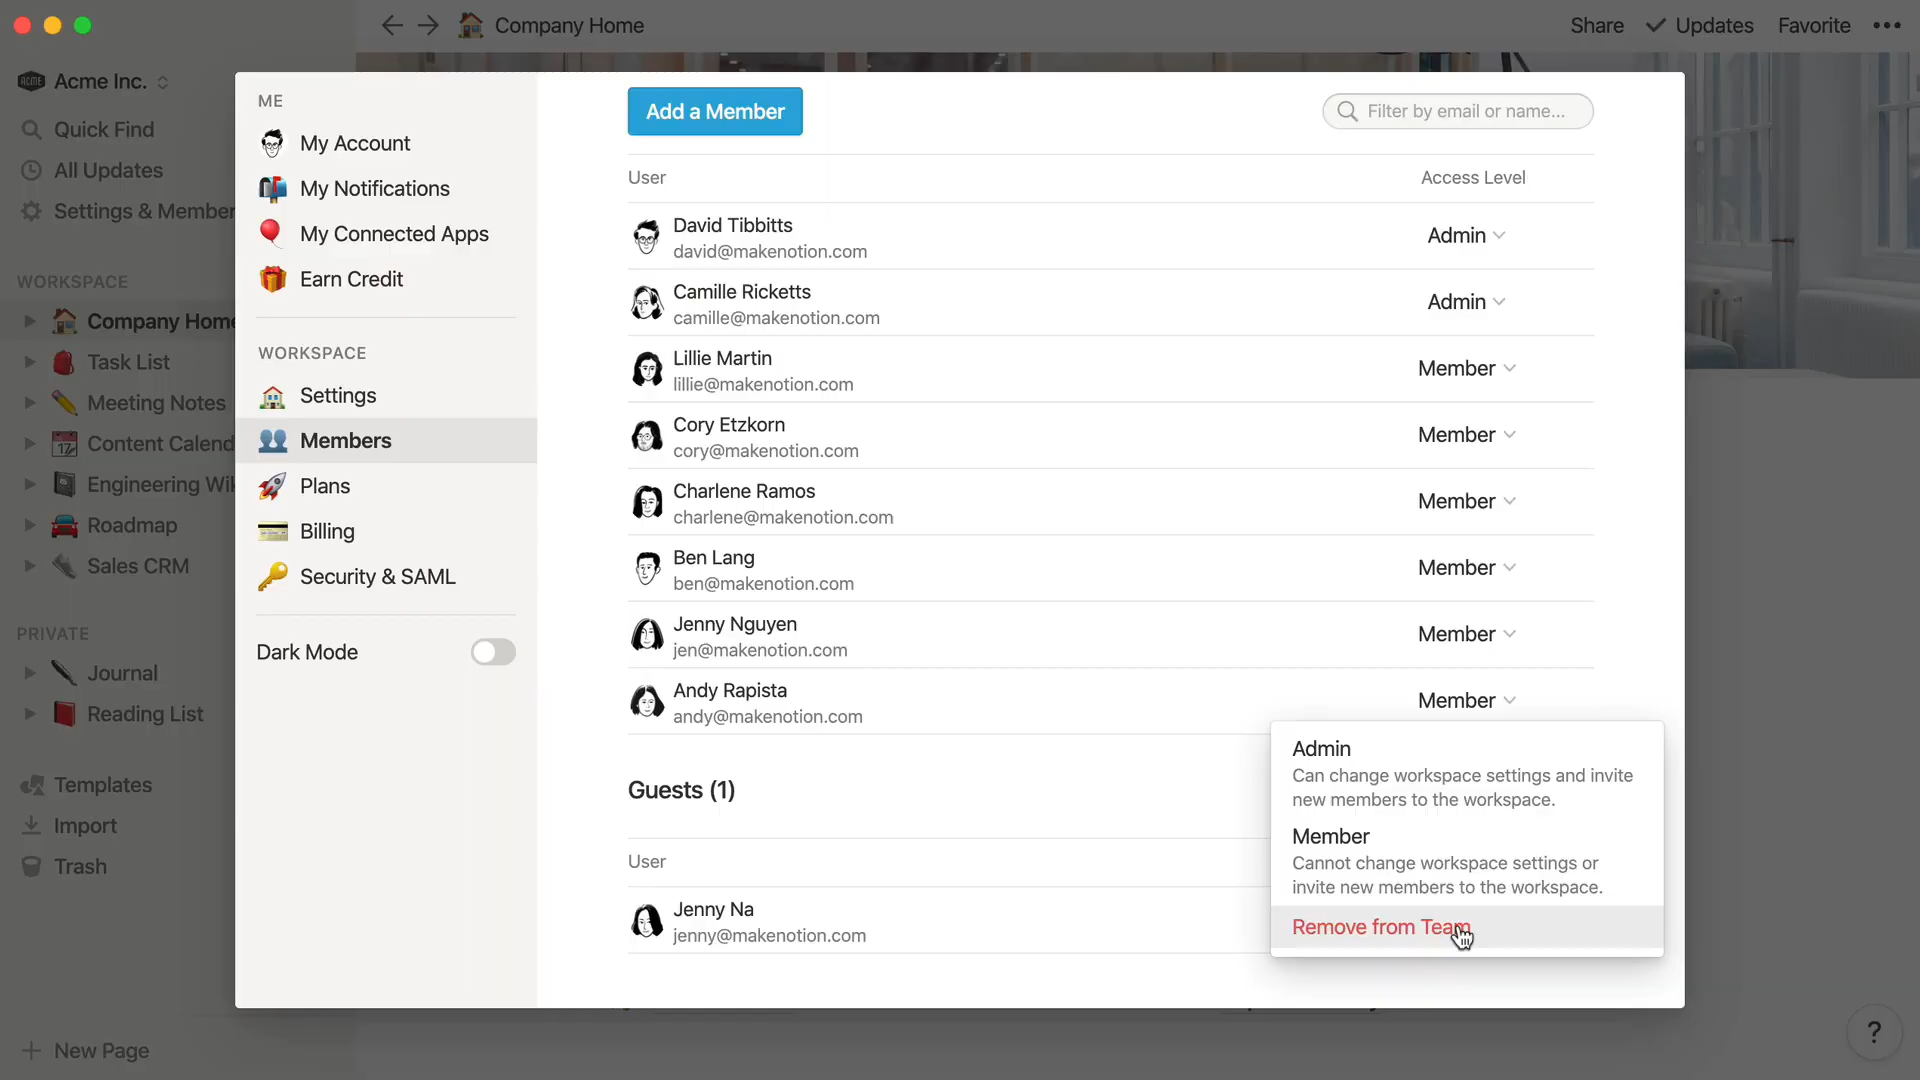 Company Home
Share
Updates
Favorite
ACME
Acme Inc.
Quick Find
All Updates
Settings & Member
WORKSPACE
Company Home
Task List
Meeting Notes
17
Content Calend
Engineering Wik
Roadmap
Sales CRM
PRIVATE
Journal
Reading List
Templates
Import
Trash
New Page
ME
My Account
My Notifications
My Connected Apps
Earn Credit
WORKSPACE
Settings
Members
Plans
Billing
Security & SAML
Dark Mode
Add a Member
Filter by email or name...
User
Access Level
David Tibbitts
david@makenotion.com
Admin
Camille Ricketts
camille@makenotion.com
Admin
Lillie Martin
lillie@makenotion.com
Member
Cory Etzkorn
cory@makenotion.com
Member
Charlene Ramos
charlene@makenotion.com
Member
Ben Lang
ben@makenotion.com
Member
Jenny Nguyen
jen@makenotion.com
Member
Andy Rapista
andy@makenotion.com
Member
Admin
Can change workspace settings and invite
new members to the workspace.
Member
Cannot change workspace settings or
invite new members to the workspace.
Remove from Team
Guests (1)
User
Jenny Na
jenny@makenotion.com
?